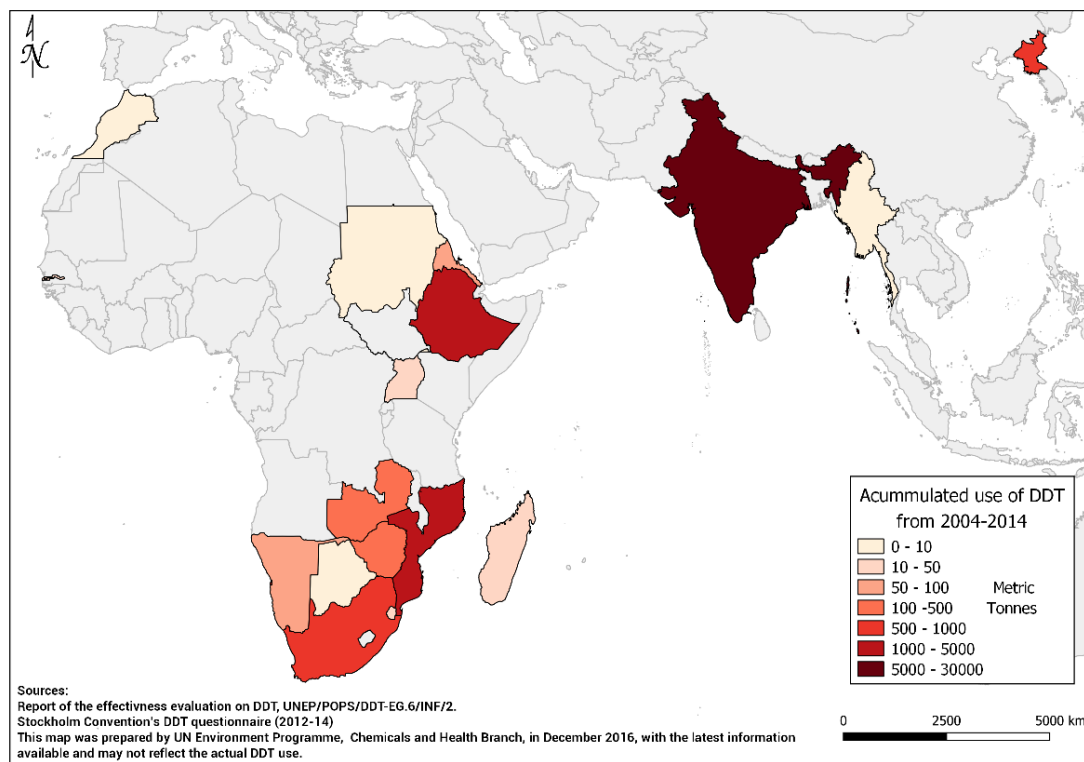 N
Acummulated use of DDT
from 2004-2014
0 - 10
10 - 50
50 - 100
100 -500
500 - 1000
1000 - 5000
5000 - 30000
Metric
Tonnes
Sources:
Report of the effectivness evaluation on DDT, UNEP/POPS/DDT-EG.6/INF/2.
Stockholm Convention's DDT questionnaire (2012-14)
This map was prepared by UN Environment Programme, Chemicals and Health Branch, in December 2016, with the latest information
available and may not reflect the actual DDT use.
0 2500 5000 km